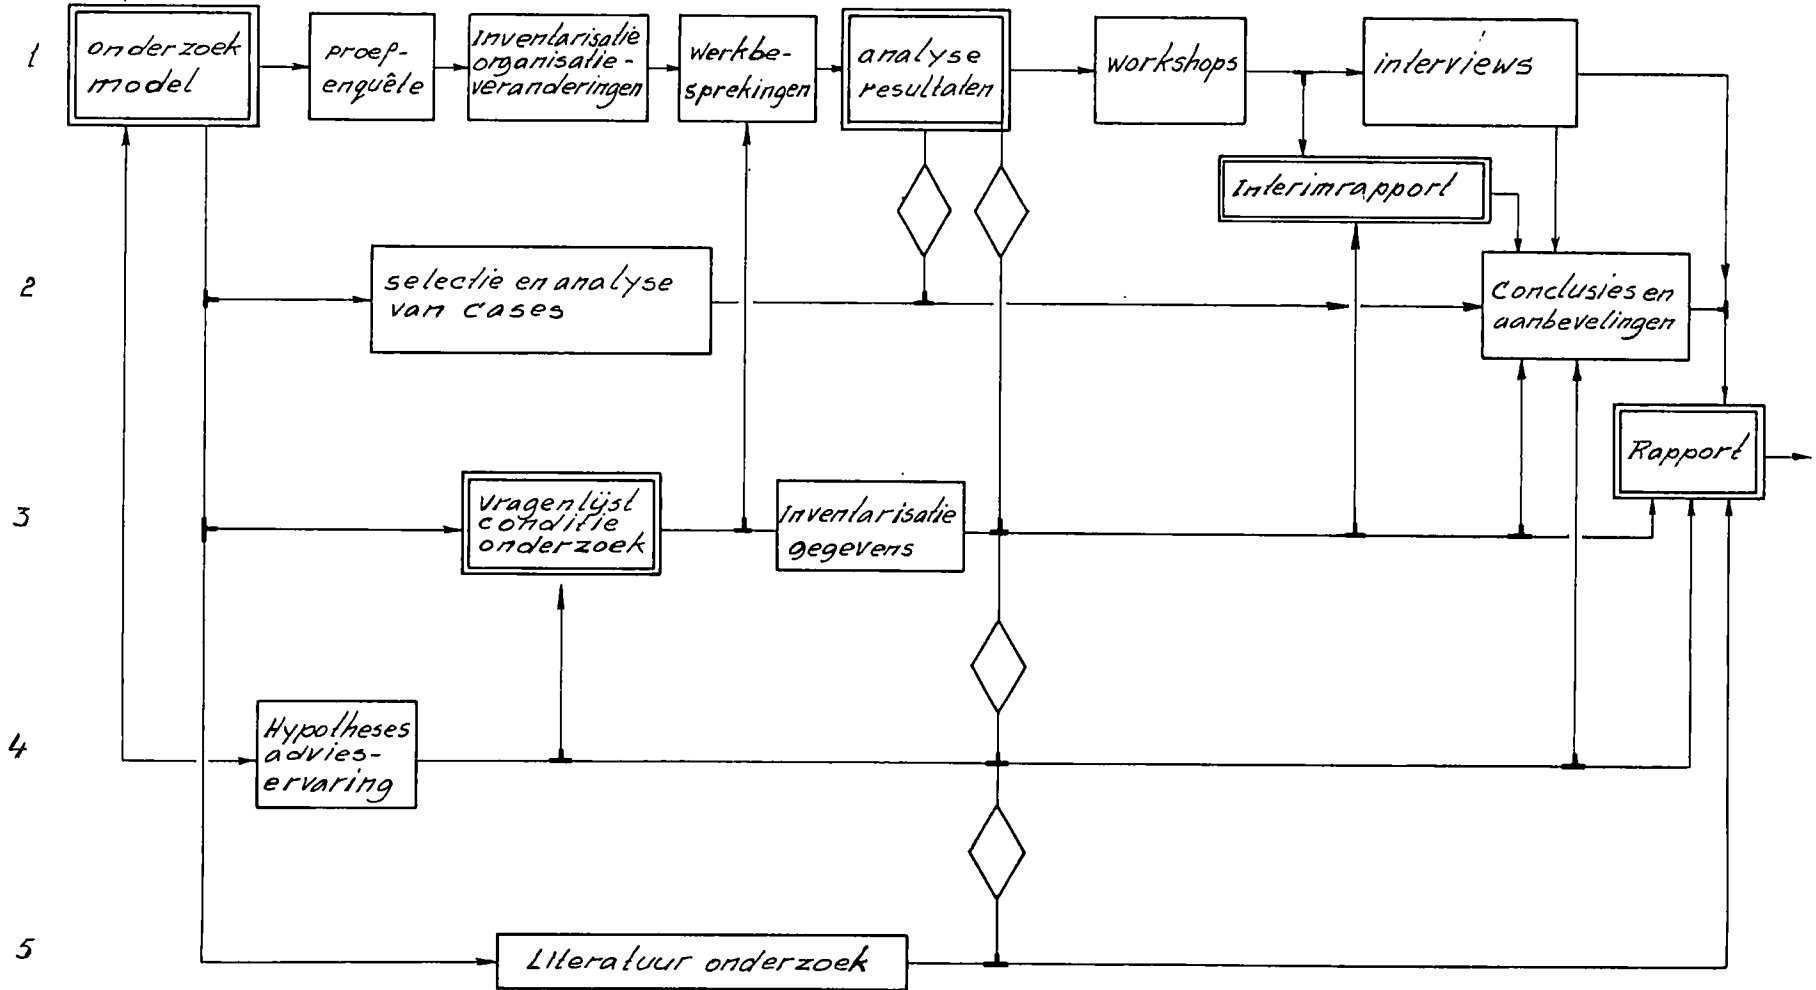 1
onderzoek
model
proef-
enquête
Inventarisatie
organisatie-
veranderingen
werkbe-
sprekingen
analyse
resultaten
workshops
interviews
Interimrapport
2
selectie en analyse
van cases
Conclusies en
aanbevelingen
Rapport
3
vragenlijst
conditie
onderzoek
Inventarisatie
gegevens
4
Hypotheses
advies-
ervaring
5
Literatuur onderzoek